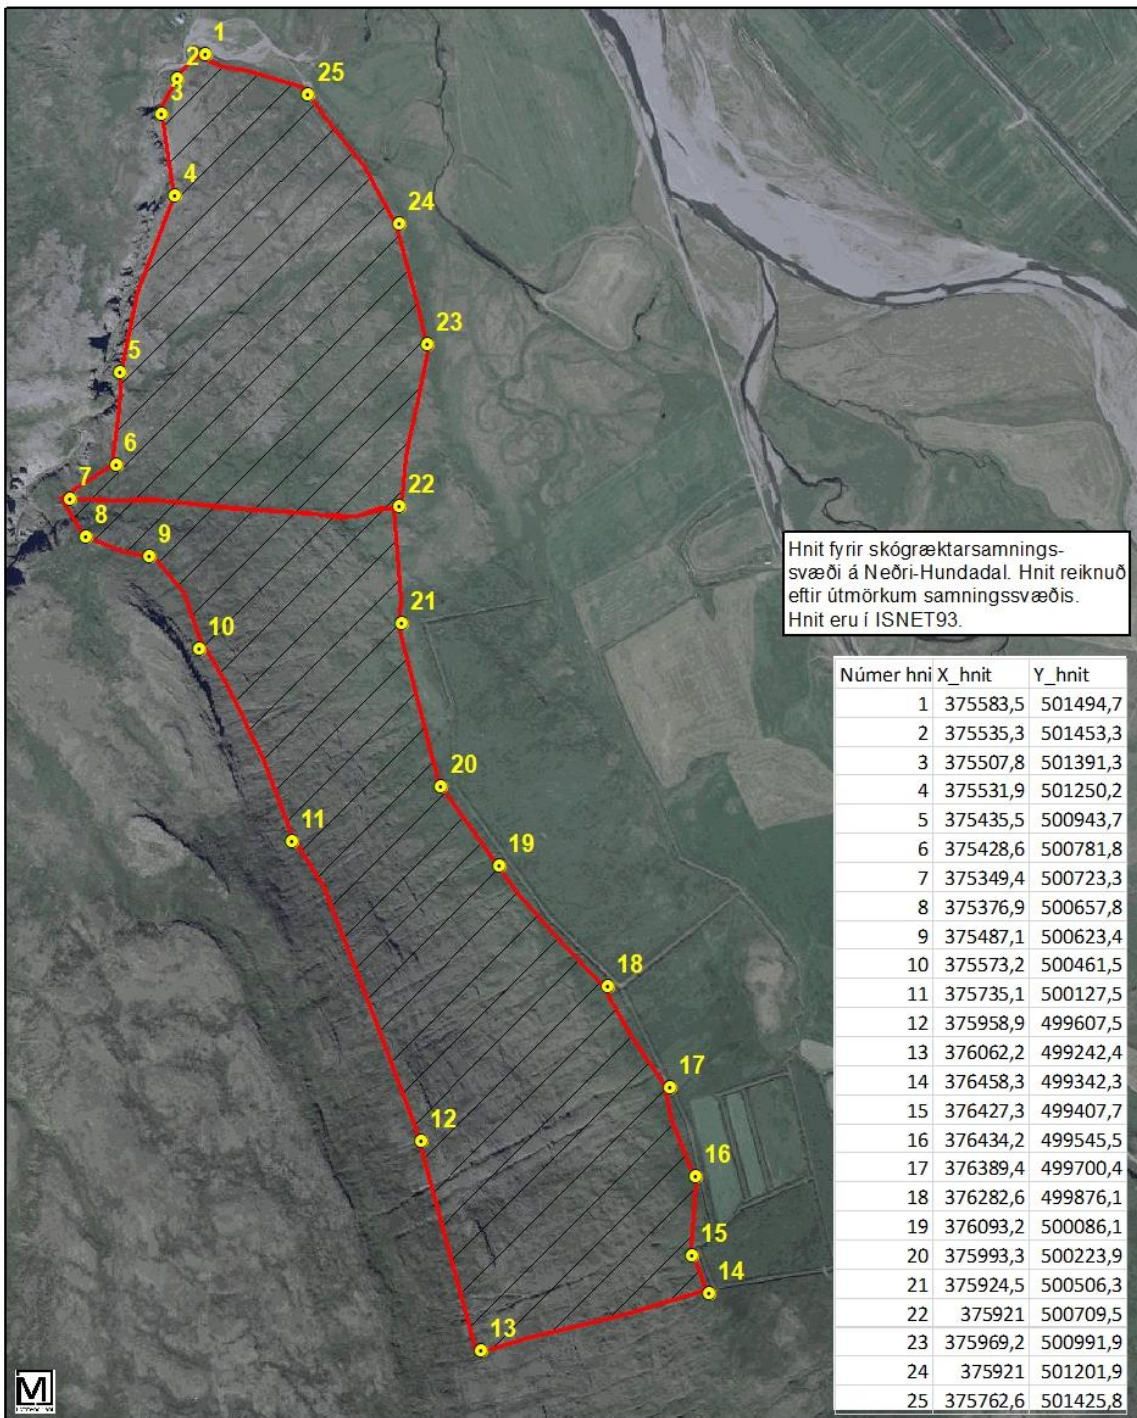 1
2
25
3
4
24
23
5
6
7
22
8
9
21
10
20
11
19
18
17
12
16
15
14
13
Hnit fyrir skógræktarsamnings-
svæði á Neðri-Hundadal. Hnit reiknuð
eftir útmörkum samningssvæðis.
Hnit eru í ISNET93.
Númer hni X_hnit Y_hnit
1 375583,5 501494,7
2 375535,3 501453,3
3 375507,8 501391,3
4 375531,9 501250,2
5 375435,5 500943,7
6 375428,6 500781,8
7 375349,4 500723,3
8 375376,9 500657,8
9 375487,1 500623,4
10 375573,2 500461,5
11 375735,1 500127,5
12 375958,9 499607,5
13 376062,2 499242,4
14 376458,3 499342,3
15 376427,3 499407,7
16 376434,2 499545,5
17 376389,4 499700,4
18 376282,6 499876,1
19 376093,2 500086,1
20 375993,3 500223,9
21 375924,5 500506,3
22 375921 500709,5
23 375969,2 500991,9
24 375921 501201,9
25 375762,6 501425,8
M